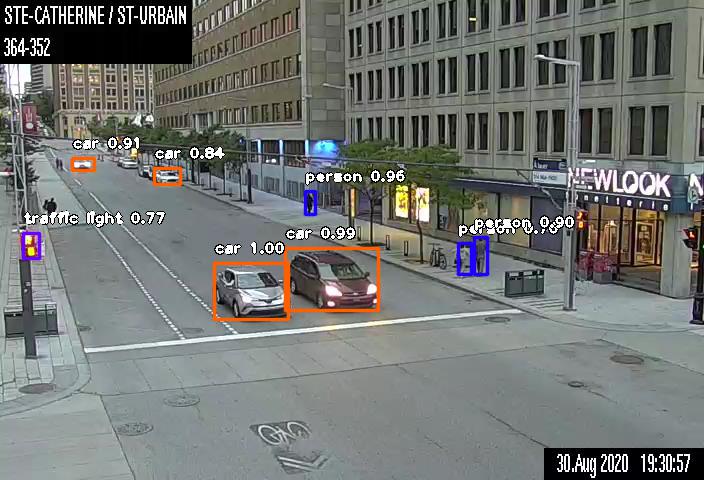 STE-CATHERINE / ST-URBAIN
364-352
car 0.91
car 0.84
person 0.96
traffic light 0.77
person 0.90
car 0.99
car 1.00
NEWLOOK
30.Aug 2020 19:30:57